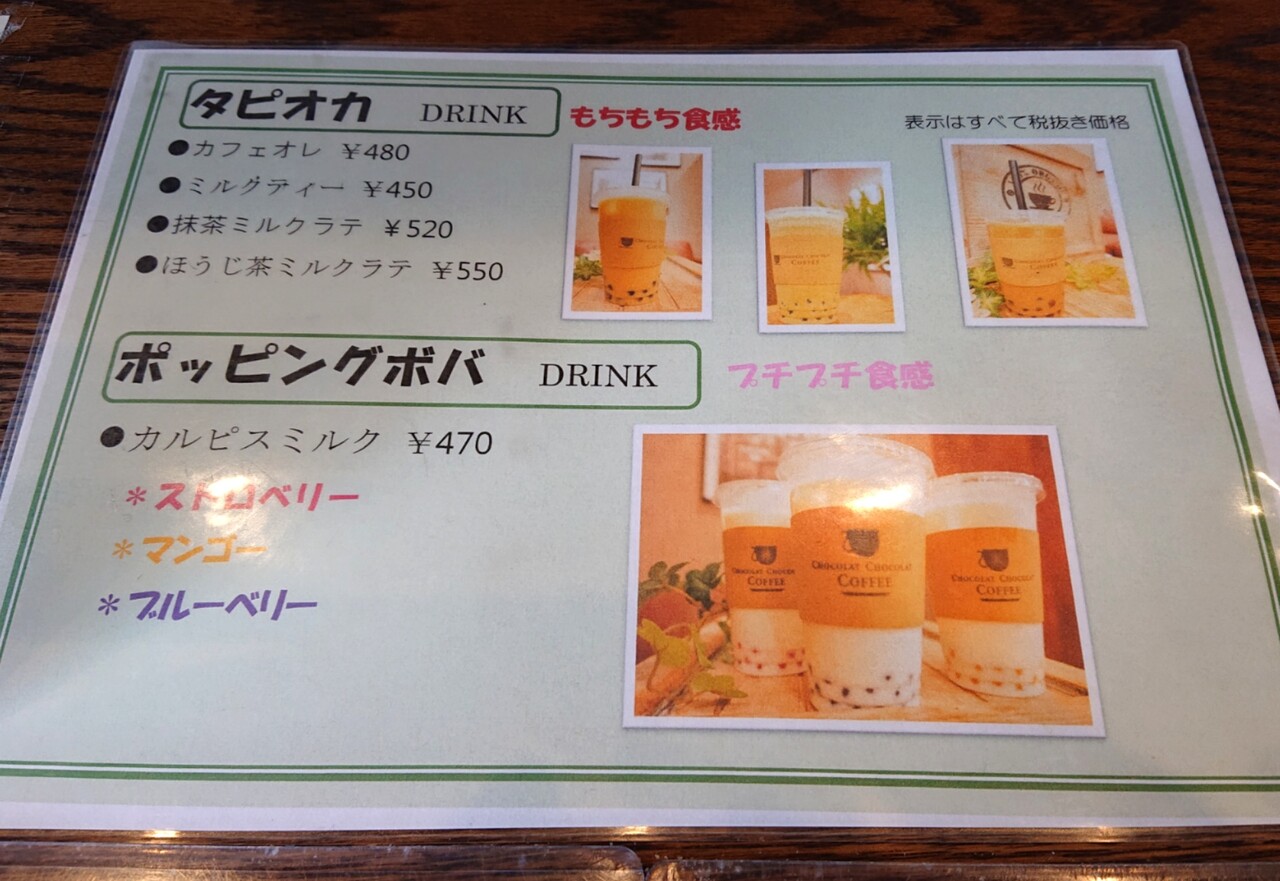 タピオカ DRINK もちもち食感
表示はすべて税抜き価格
●カフェオレ ¥480
●ミルクティー ¥450
●抹茶ミルクラテ ¥520
●ほうじ茶ミルクラテ ¥550
ポッピングボバ DRINK プチプチ食感
●カルピスミルク ¥470
＊ストロベリー
＊マンゴー
＊ブルーベリー
CHOCOLAT CHOCOLAT
COFFEE